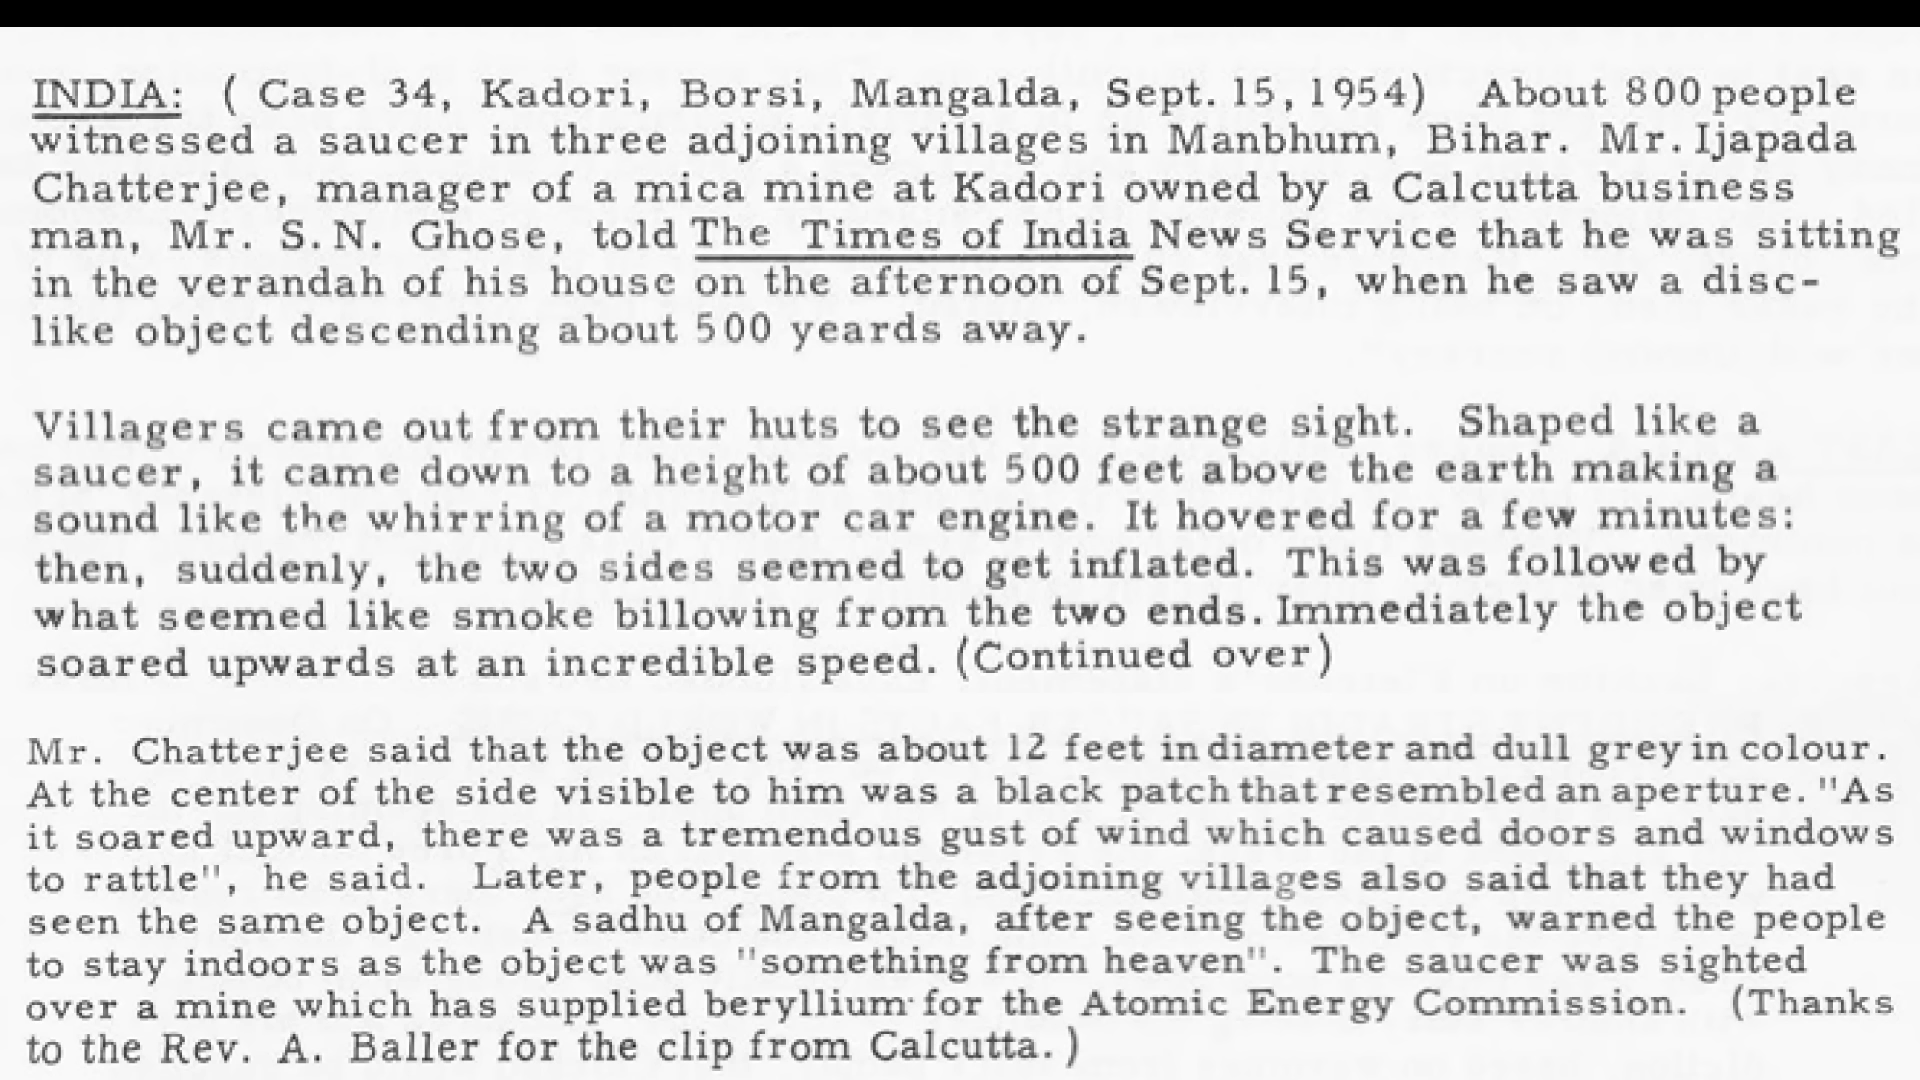 INDIA: ( Case 34, Kadori, Borsi, Mangalda, Sept. 15, 1954) About 800 people
witnessed a saucer in three adjoining villages in Manbhum, Bihar. Mr. Ijapada
Chatterjee, manager of a mica mine at Kadori owned by a Calcutta business
man, Mr. S. N. Ghose, told The Times of India News Service that he was sitting
in the verandah of his house on the afternoon of Sept. 15, when he saw a disc-
like object descending about 500 yeards away.
Villagers came out from their huts to see the strange sight. Shaped like a
saucer, it came down to a height of about 500 feet above the earth making a
sound like the whirring of a motor car engine. It hovered for a few minutes:
then, suddenly, the two sides seemed to get inflated. This was followed by
what seemed like smoke billowing from the two ends. Immediately the object
soared upwards at an incredible speed. (Continued over)
Mr. Chatterjee said that the object was about 12 feet in diameter and dull grey in colour.
At the center of the side visible to him was a black patch that resembled an aperture. "As
it soared upward, there was a tremendous gust of wind which caused doors and windows
to rattle", he said. Later, people from the adjoining villages also said that they had
seen the same object. A sadhu of Mangalda, after seeing the object, warned the people
to stay indoors as the object was "something from heaven". The saucer was sighted
over a mine which has supplied beryllium for the Atomic Energy Commission. (Thanks
to the Rev. A. Baller for the clip from Calcutta. )